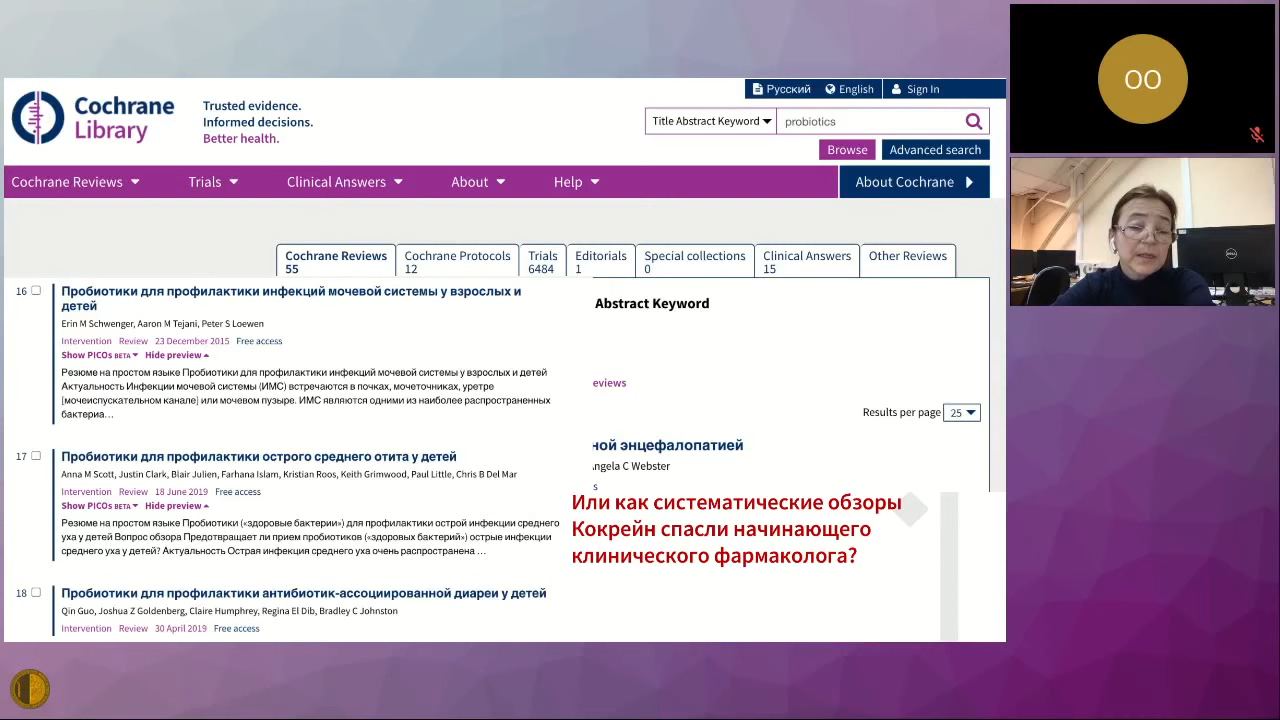 Русский
English
Sign In
Cochrane
Library
Trusted evidence.
Informed decisions.
Better health.
Title Abstract Keyword
probiotics
Browse
Advanced search
Cochrane Reviews
Trials
Clinical Answers
About
Help
About Cochrane
Cochrane Reviews
55
Cochrane Protocols
12
Trials
6484
Editorials
1
Special collections
0
Clinical Answers
15
Other Reviews
16
Пробиотики для профилактики инфекций мочевой системы у взрослых и
детей
Erin M Schwenger, Aaron M Tejani, Peter S Loewen
Intervention Review 23 December 2015 Free access
Show PICOs BETA Hide preview
Резюме на простом языке Пробиотики для профилактики инфекций мочевой системы у взрослых и детей
Актуальность Инфекции мочевой системы (ИМС) встречаются в почках, мочеточниках, уретре
[мочеиспускательном канале] или мочевом пузыре. ИМС являются одними из наиболее распространенных
бактериа…
17
Пробиотики для профилактики острого среднего отита у детей
Anna M Scott, Justin Clark, Blair Julien, Farhana Islam, Kristian Roos, Keith Grimwood, Paul Little, Chris B Del Mar
Intervention Review 18 June 2019 Free access
Show PICOs BETA Hide preview
Резюме на простом языке Пробиотики («здоровые бактерии») для профилактики острой инфекции среднего
уха у детей Вопрос обзора Предотвращает ли прием пробиотиков («здоровых бактерий») острые инфекции
среднего уха у детей? Актуальность Острая инфекция среднего уха очень распространена …
18
Пробиотики для профилактики антибиотик-ассоциированной диареи у детей
Qin Guo, Joshua Z Goldenberg, Claire Humphrey, Regina El Dib, Bradley C Johnston
Intervention Review 30 April 2019 Free access
Abstract Keyword
eviews
Results per page 25
ной энцефалопатией
Angela C Webster
s
Или как систематические обзоры
Кокрейн спасли начинающего
клинического фармаколога?
OO
DELL